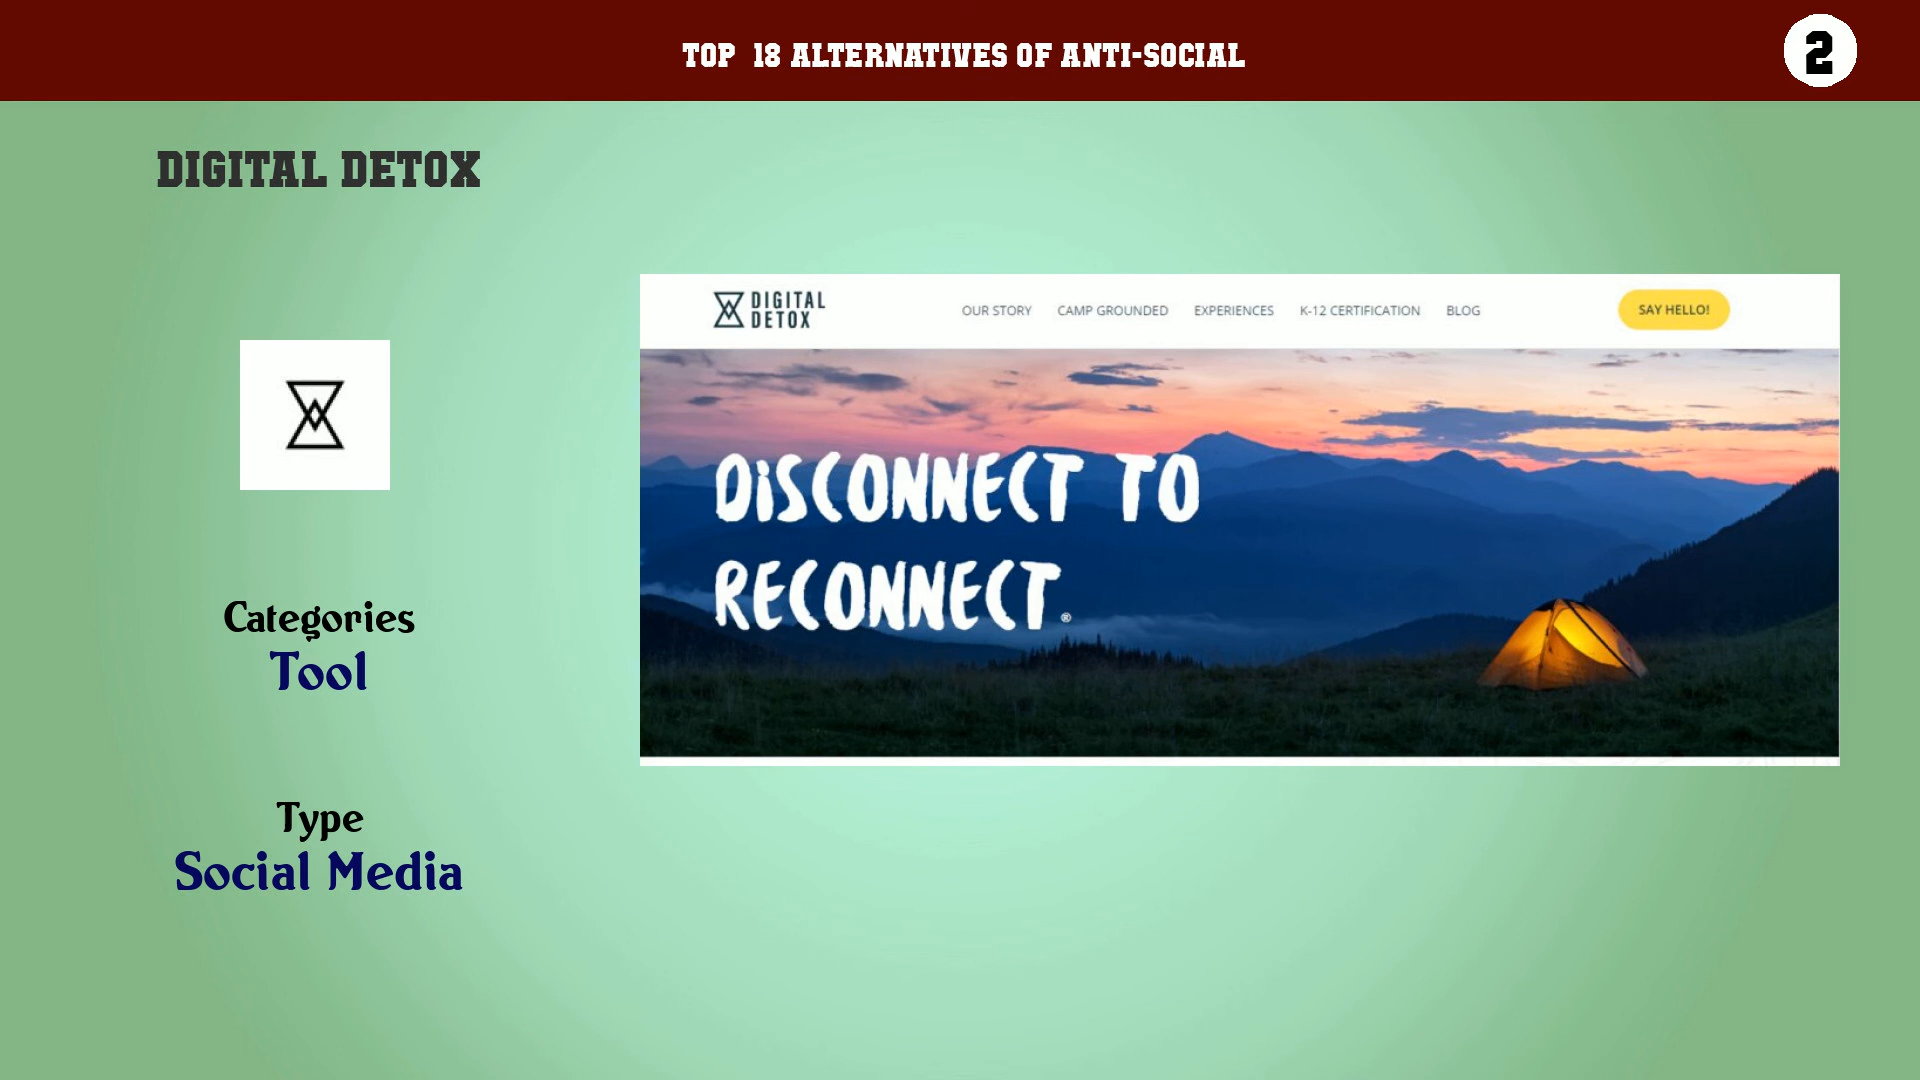 TOP 18 ALTERNATIVES OF ANTI-SOCIAL
2
DIGITAL DETOX
DIGITAL
DETOX
OUR STORY CAMP GROUNDED EXPERIENCES K-12 CERTIFICATION BLOG
SAY HELLO!
DISCONNECT TO
RECONNECT®
Categories
Tool
Type
Social Media